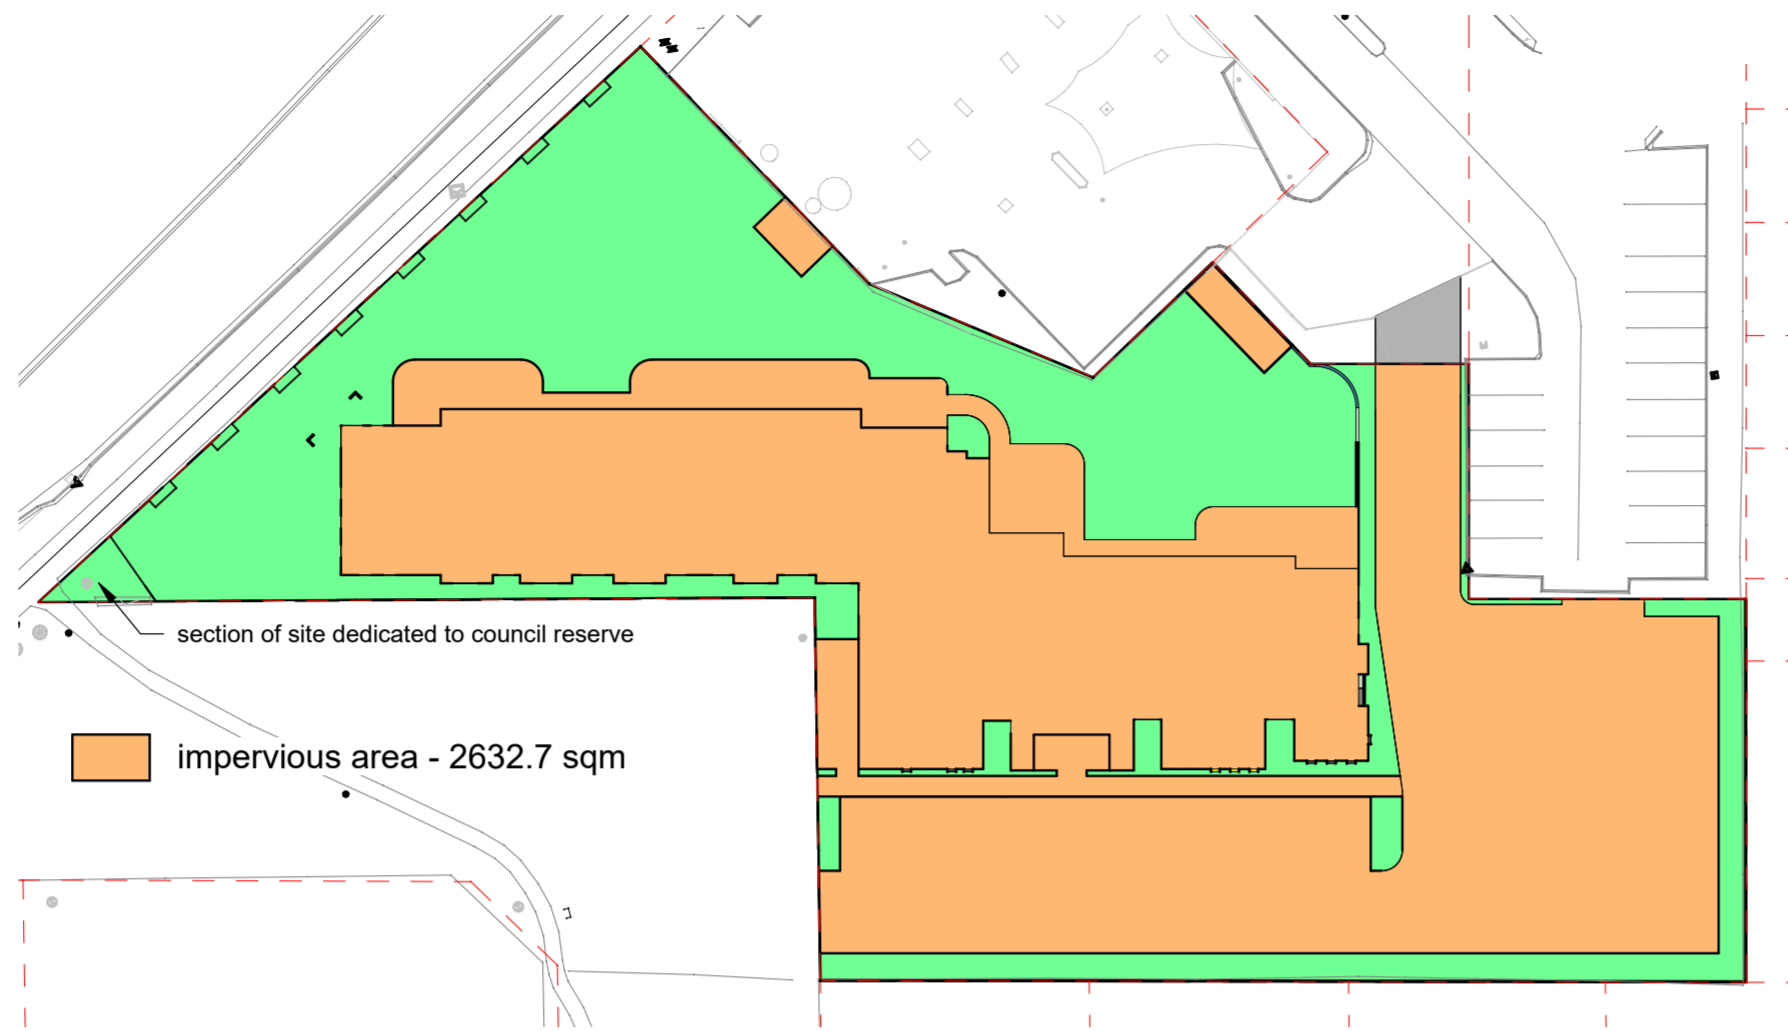 section of site dedicated to council reserve
impervious area - 2632.7 sqm